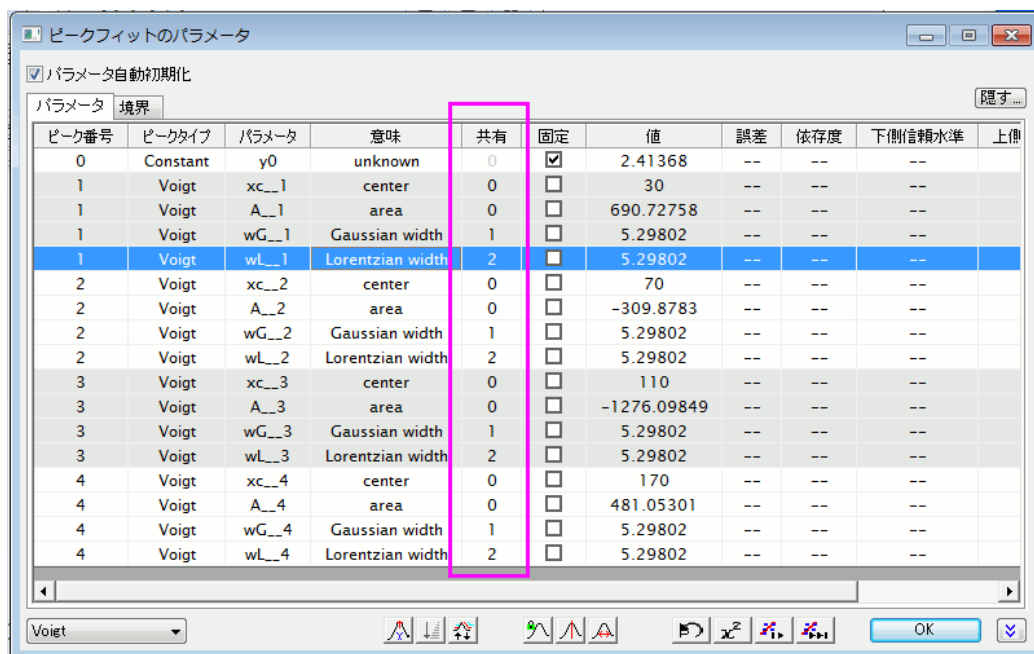 ピークフィットのパラメータ
パラメータ自動初期化
隠す...
パラメータ 境界
ピーク番号 ピークタイプ パラメータ 意味 共有 固定 値 誤差 依存度 下側信頼水準 上側
0 Constant y0 unknown 0 2.41368 -- -- --
1 Voigt xc__1 center 0 30 -- -- --
1 Voigt A__1 area 0 690.72758 -- -- --
1 Voigt wG__1 Gaussian width 1 5.29802 -- -- --
1 Voigt wL__1 Lorentzian width 2 5.29802 -- -- --
2 Voigt xc__2 center 0 70 -- -- --
2 Voigt A__2 area 0 -309.8783 -- -- --
2 Voigt wG__2 Gaussian width 1 5.29802 -- -- --
2 Voigt wL__2 Lorentzian width 2 5.29802 -- -- --
3 Voigt xc__3 center 0 110 -- -- --
3 Voigt A__3 area 0 -1276.09849 -- -- --
3 Voigt wG__3 Gaussian width 1 5.29802 -- -- --
3 Voigt wL__3 Lorentzian width 2 5.29802 -- -- --
4 Voigt xc__4 center 0 170 -- -- --
4 Voigt A__4 area 0 481.05301 -- -- --
4 Voigt wG__4 Gaussian width 1 5.29802 -- -- --
4 Voigt wL__4 Lorentzian width 2 5.29802 -- -- --
Voigt OK